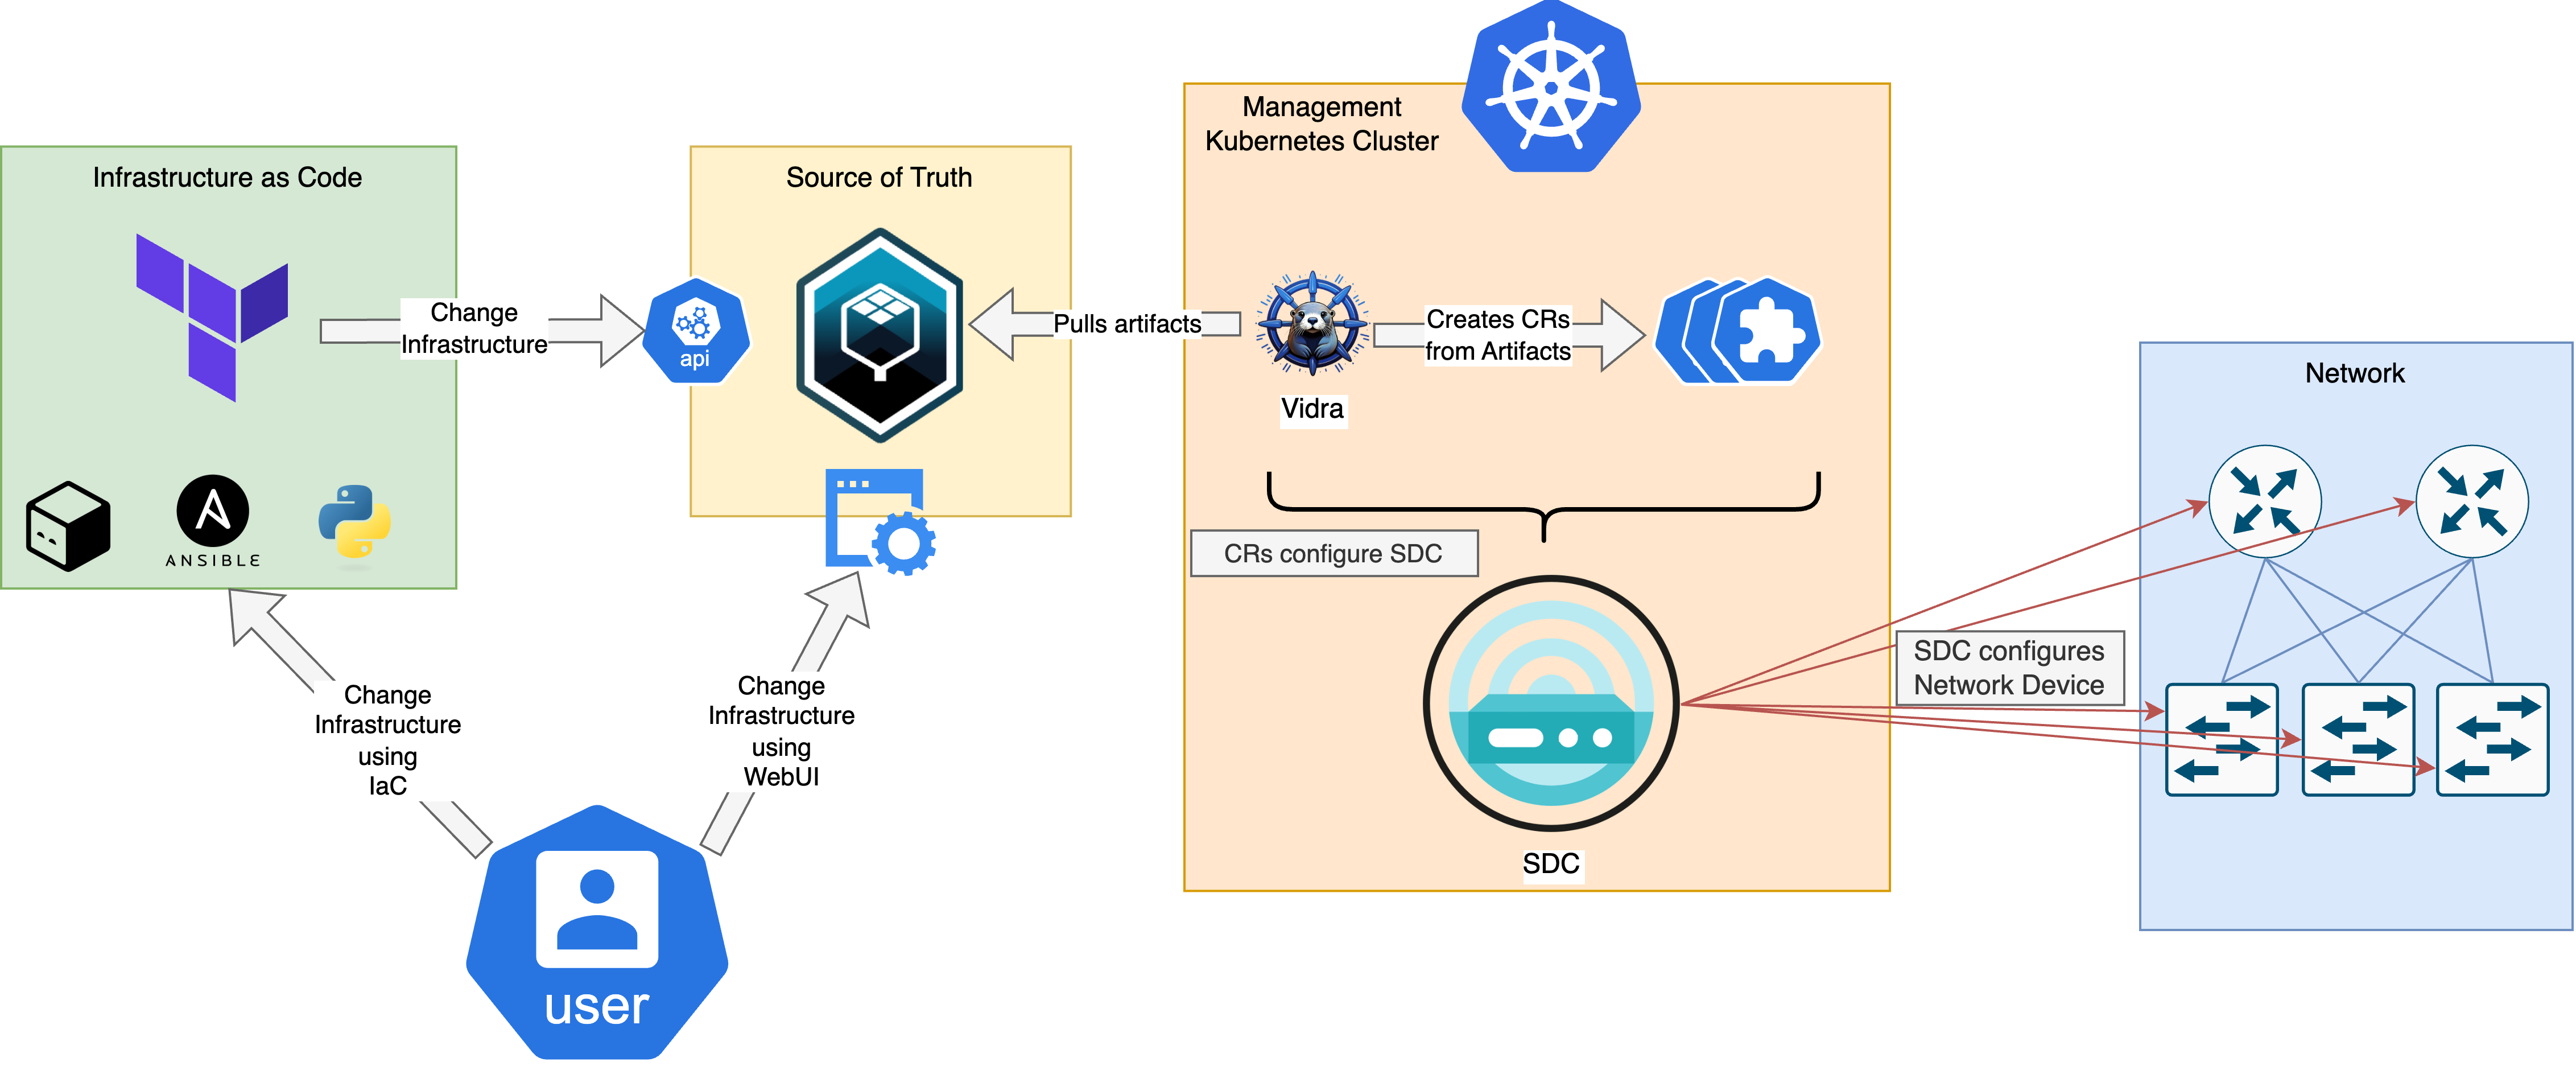 Infrastructure as Code
Change
Infrastructure
ANSIBLE
Source of Truth
api
Pulls artifacts
Management
Kubernetes Cluster
Vidra
Creates CRs
from Artifacts
CRs configure SDC
SDC
SDC configures
Network Device
Network
Change
Infrastructure
using
IaC
Change
Infrastructure
using
WebUI
user